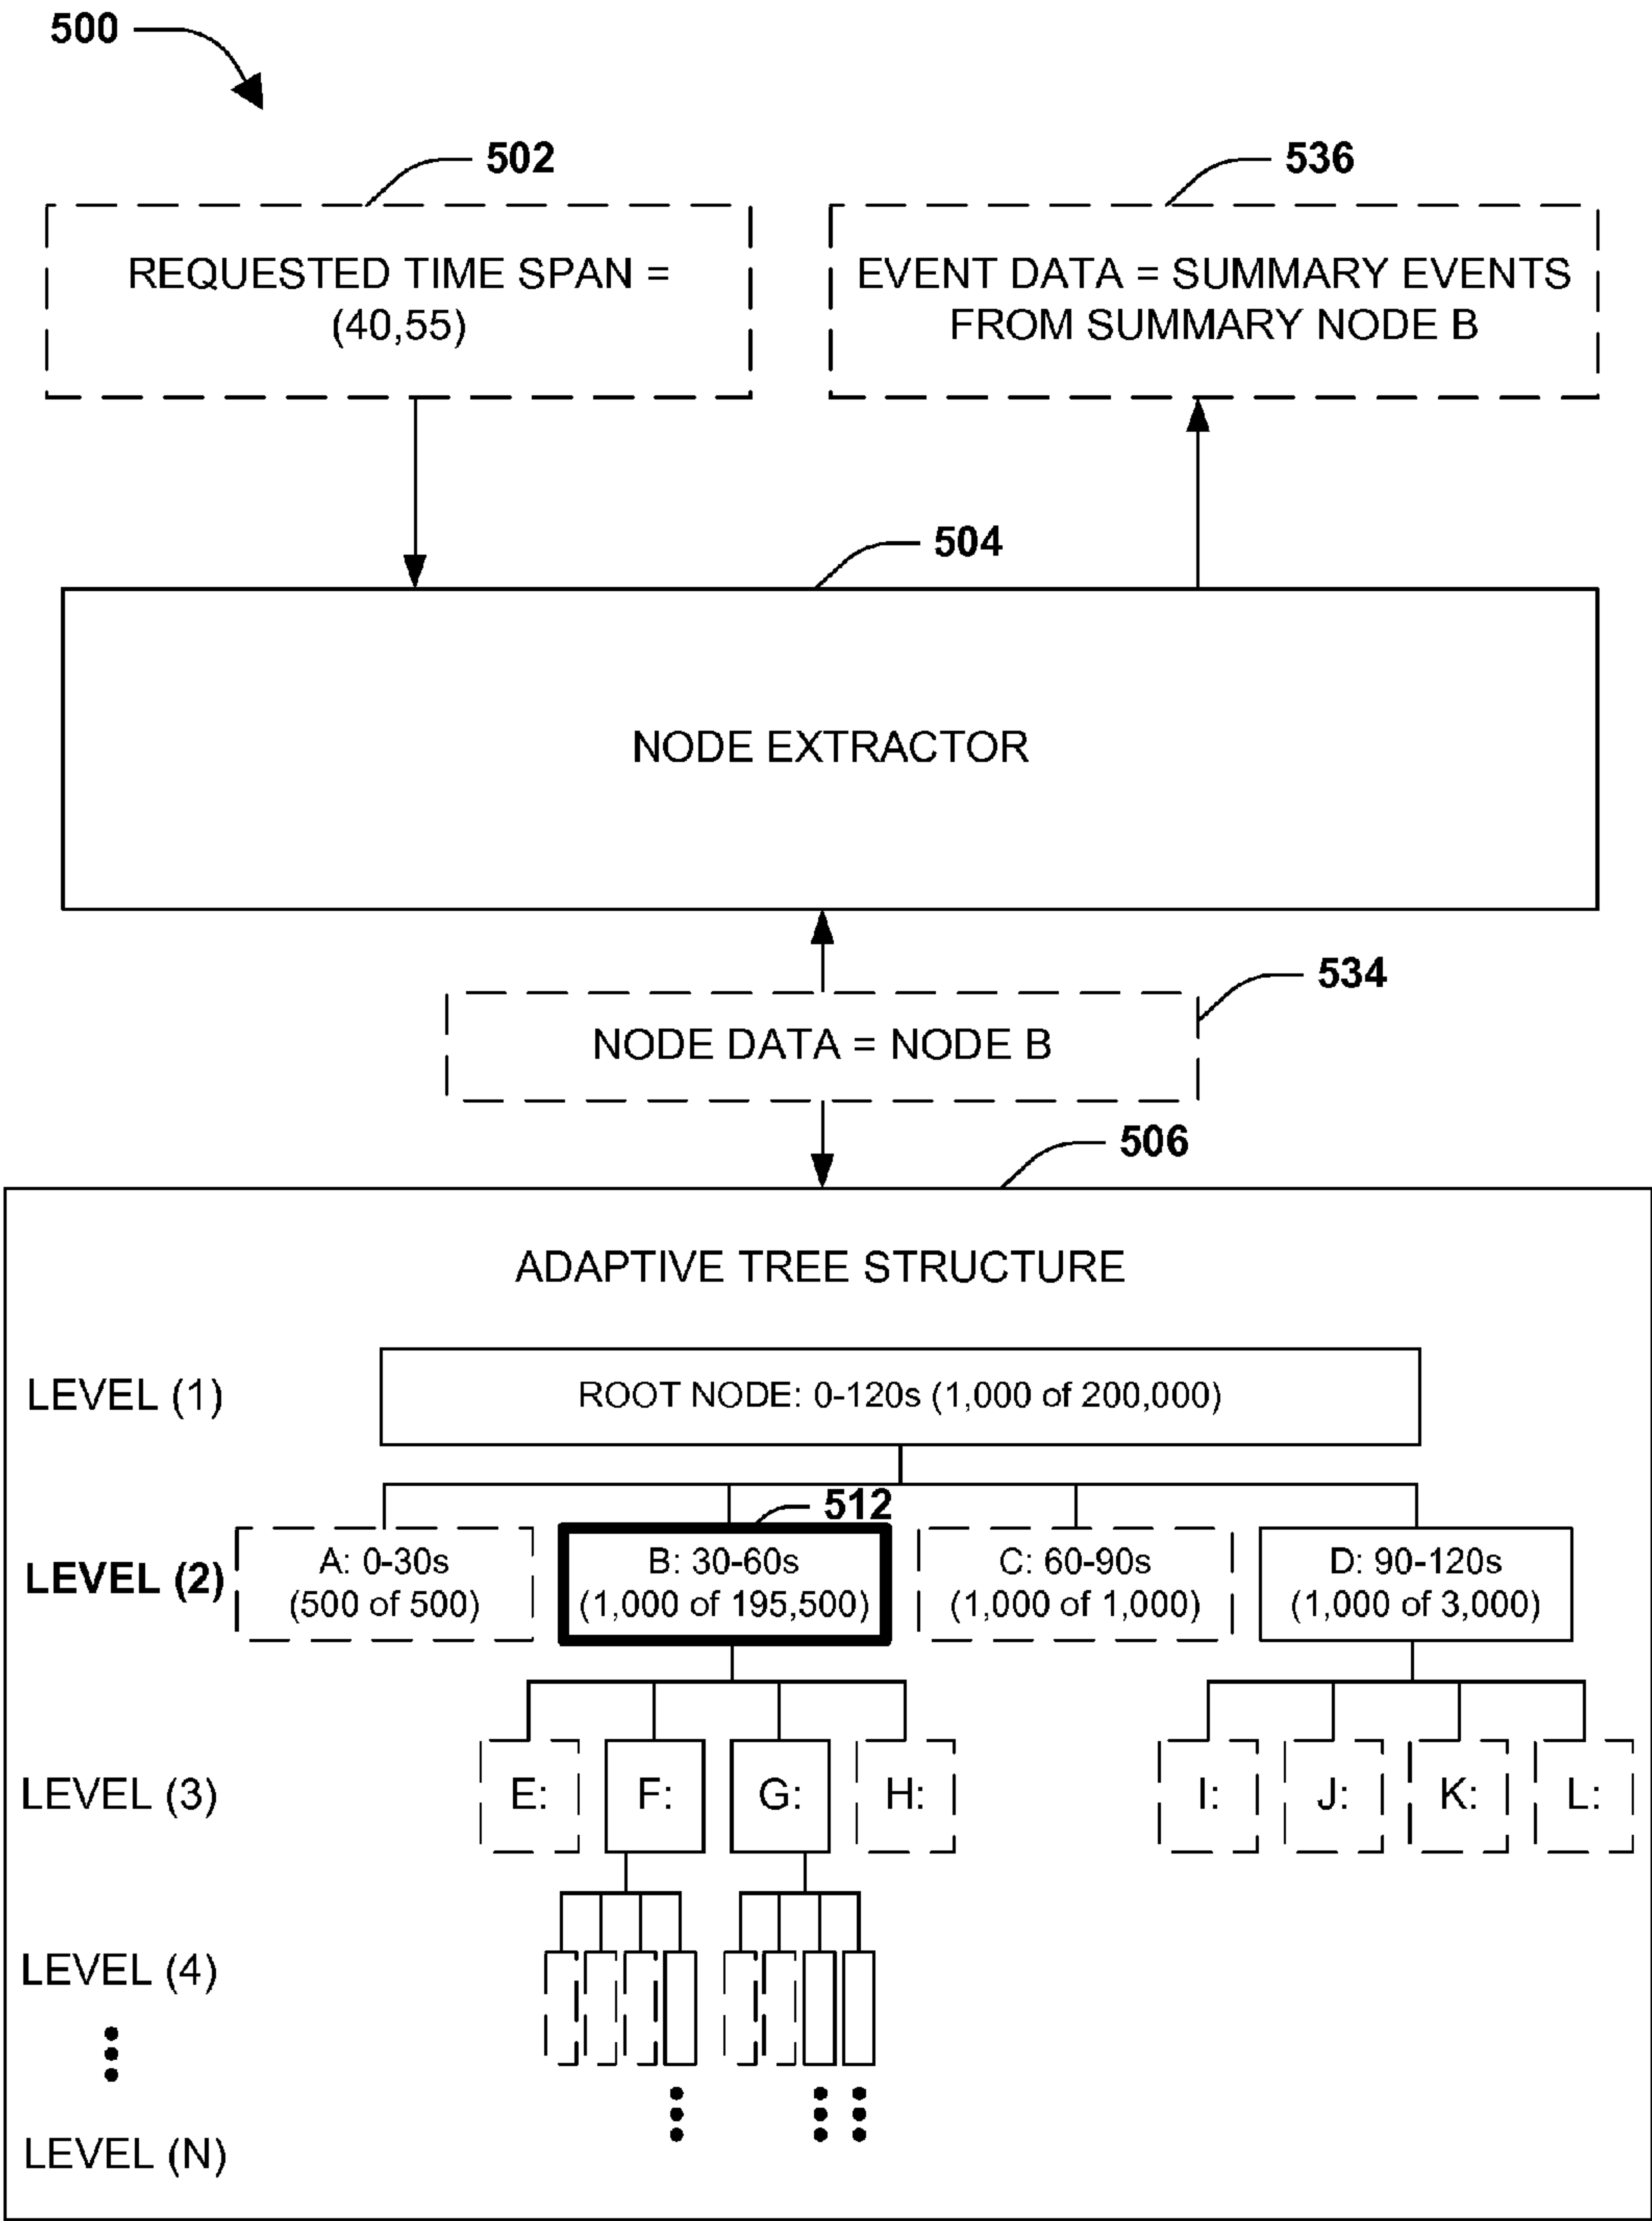 500
502
536
REQUESTED TIME SPAN =
(40,55)
EVENT DATA = SUMMARY EVENTS
FROM SUMMARY NODE B
504
NODE EXTRACTOR
534
NODE DATA = NODE B
506
ADAPTIVE TREE STRUCTURE
LEVEL (1)
ROOT NODE: 0-120s (1,000 of 200,000)
512
LEVEL (2)
A: 0-30s
(500 of 500)
B: 30-60s
(1,000 of 195,500)
C: 60-90s
(1,000 of 1,000)
D: 90-120s
(1,000 of 3,000)
LEVEL (3)
E:
F:
G:
H:
I:
J:
K:
L:
LEVEL (4)
LEVEL (N)